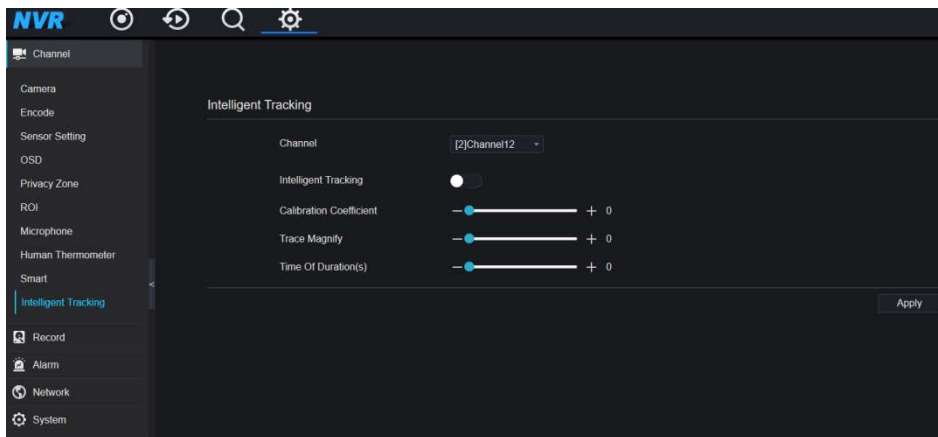 NVR
Channel
Camera
Encode
Sensor Setting
OSD
Privacy Zone
ROI
Microphone
Human Thermometer
Smart
Intelligent Tracking
Record
Alarm
Network
System
Intelligent Tracking
Channel [2]Channel12
Intelligent Tracking
Calibration Coefficient 0
Trace Magnify 0
Time Of Duration(s) 0
Apply